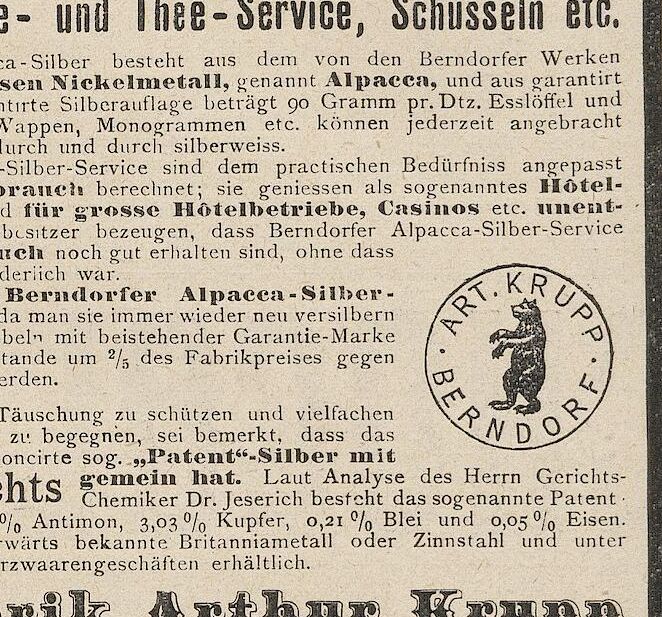 e- und Thee-Service, Schüsseln etc.
ca-Silber besteht aus dem von den Berndorfer Werken
sen Nickelmetall, genannt Alpacca, und aus garantirt
ntirte Silberauflage beträgt 90 Gramm pr. Dtz. Esslöffel und
Wappen, Monogrammen etc. können jederzeit angebracht
durch und durch silberweiss.
-Silber-Service sind dem practischen Bedürfniss angepasst
brauch berechnet; sie geniessen als sogenanntes Hôtel-
d für grosse Hôtelbetriebe, Casinos etc. unent-
besitzer bezeugen, dass Berndorfer Alpacca-Silber-Service
uch noch gut erhalten sind, ohne dass
derlich war.
Berndorfer Alpacca-Silber-
da man sie immer wieder neu versilbern
beln mit beistehender Garantie-Marke
tande um 2/5 des Fabrikpreises gegen
erden.
ART. KRUPP
BERNDORF
Täuschung zu schützen und vielfachen
zu begegnen, sei bemerkt, dass das
oncirte sog. „Patent“-Silber mit
chts gemein hat. Laut Analyse des Herrn Gerichts-
Chemiker Dr. Jeserich besteht das sogenannte Patent-
% Antimon, 3,03 % Kupfer, 0,21 % Blei und 0,05 % Eisen.
rwärts bekannte Britanniametall oder Zinnstahl und unter
rzwaarengeschäften erhältlich.
rik Arthur Krupp